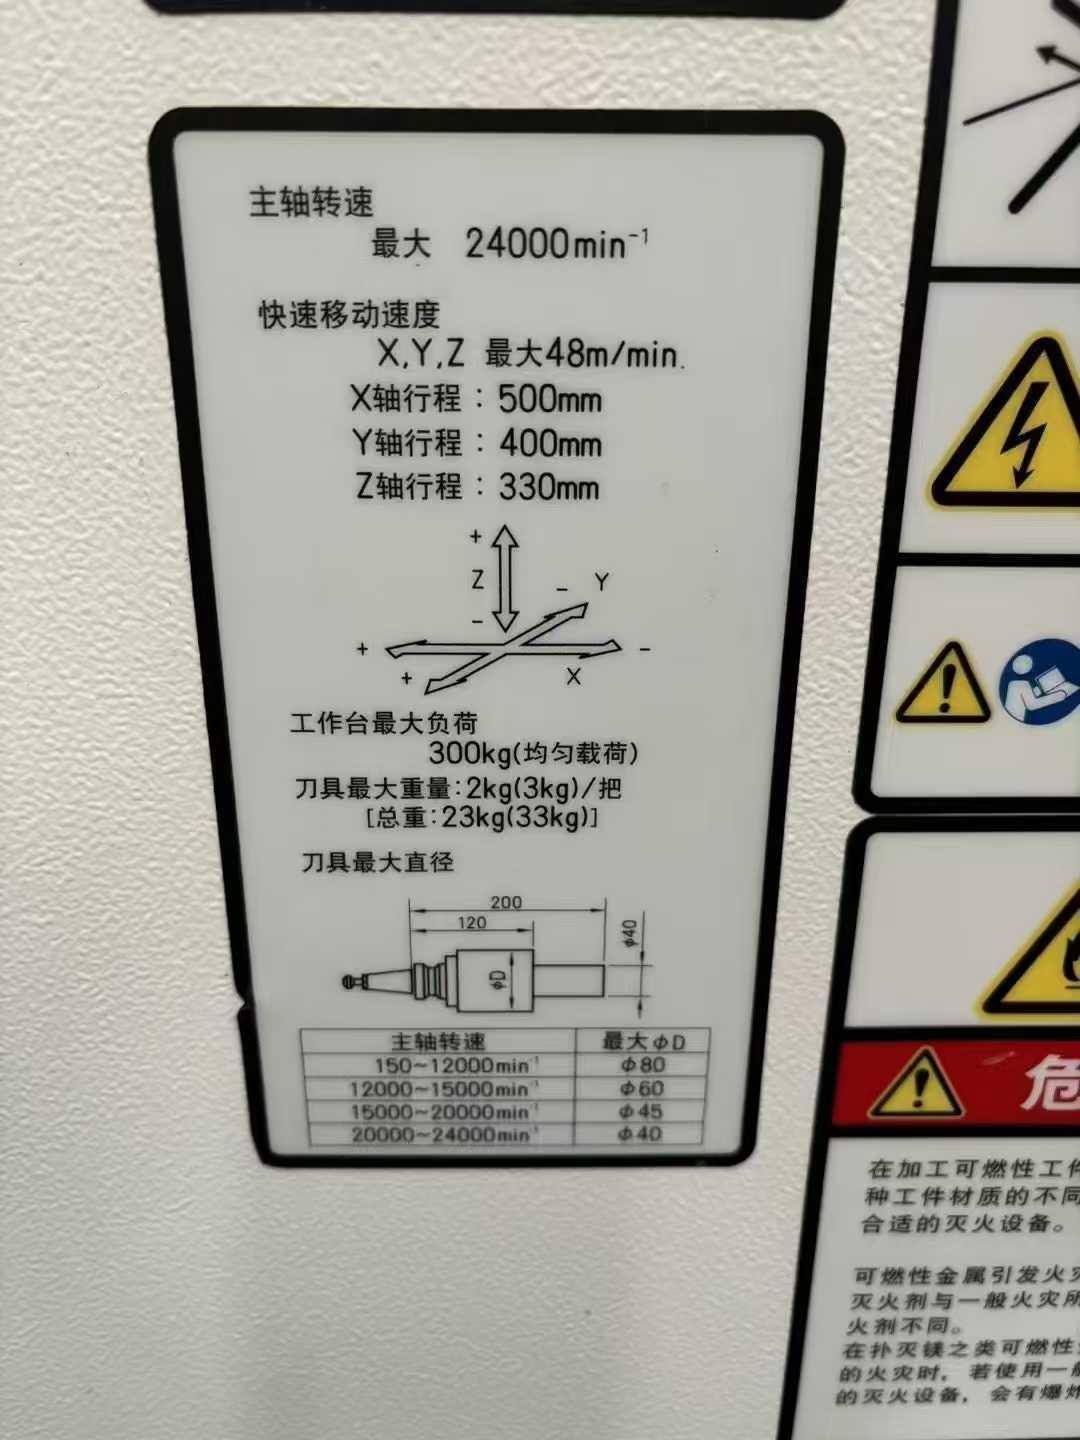 主轴转速
最大 24000min⁻¹
快速移动速度
X,Y,Z 最大48m/min.
X轴行程：500mm
Y轴行程：400mm
Z轴行程：330mm
+
Z
-
- Y
+ -
+ X
工作台最大负荷
300kg(均匀载荷)
刀具最大重量:2kg(3kg)/把
[总重:23kg(33kg)]
刀具最大直径
200
120
φ40
φD
主轴转速 最大φD
150~12000min⁻¹ φ80
12000~15000min⁻¹ φ60
15000~20000min⁻¹ φ45
20000~24000min⁻¹ φ40
危
在加工可燃性工件
种工件材质的不同
合适的灭火设备。
可燃性金属引发火灾
灭火剂与一般火灾所
火剂不同。
在扑灭镁之类可燃性
的火灾时，若使用一般
的灭火设备，会有爆炸